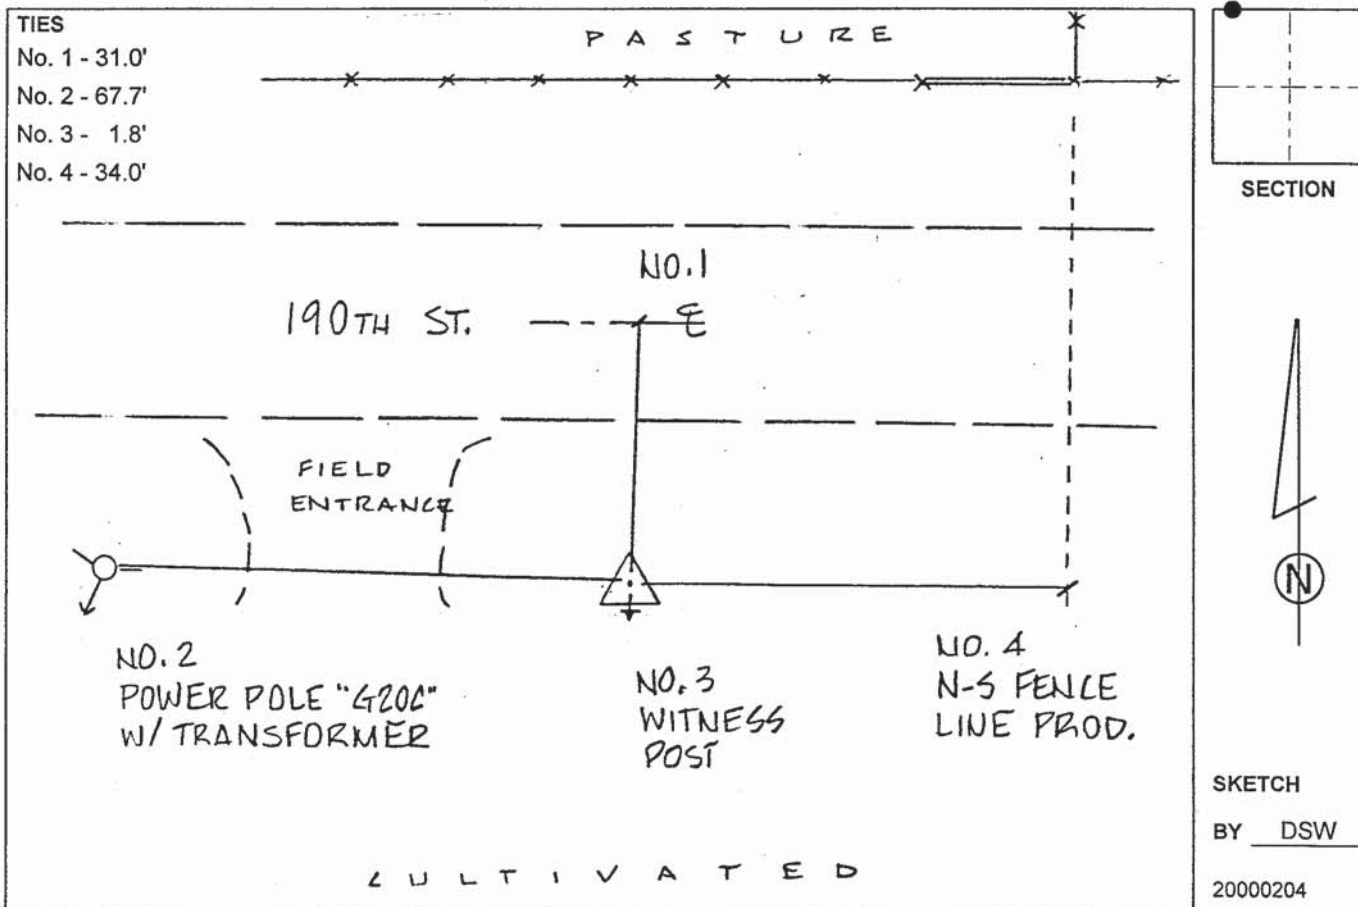 TIES
No. 1 - 31.0'
No. 2 - 67.7'
No. 3 - 1.8'
No. 4 - 34.0'
PASTURE
SECTION
NO.1
190TH ST.
℄
FIELD
ENTRANCE
N
NO. 2
POWER POLE "G20C"
W/ TRANSFORMER
NO. 3
WITNESS
POST
NO. 4
N-S FENCE
LINE PROD.
CULTIVATED
SKETCH
BY DSW
20000204